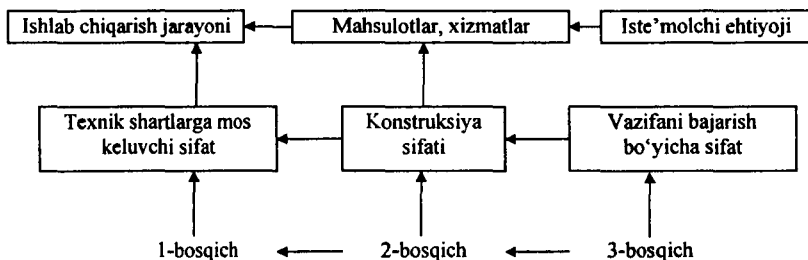 Ishlab chiqarish jarayoni
Mahsulotlar, xizmatlar
Iste’molchi ehtiyoji
Texnik shartlarga mos
keluvchi sifat
Konstruksiya
sifati
Vazifani bajarish
bo‘yicha sifat
1-bosqich
2-bosqich
3-bosqich